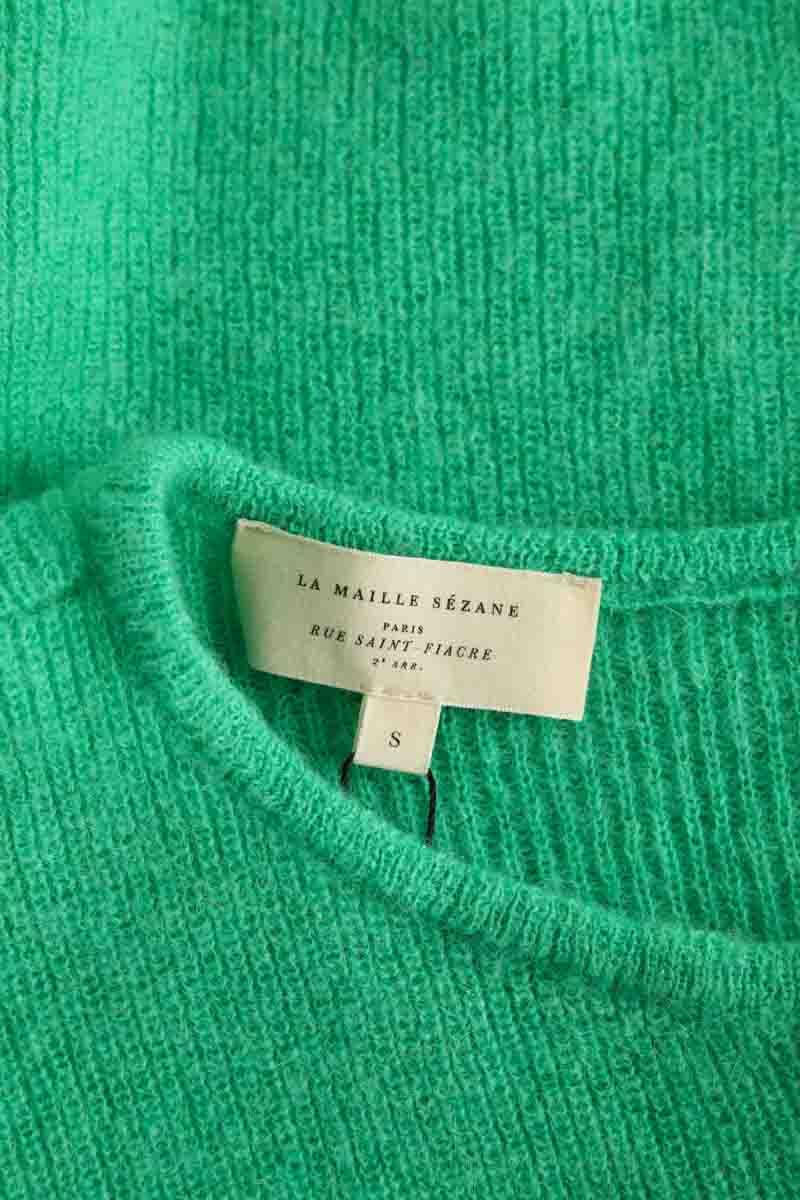 LA MAILLE SÉZANE
PARIS
RUE SAINT-FIACRE
2e ARR.
S